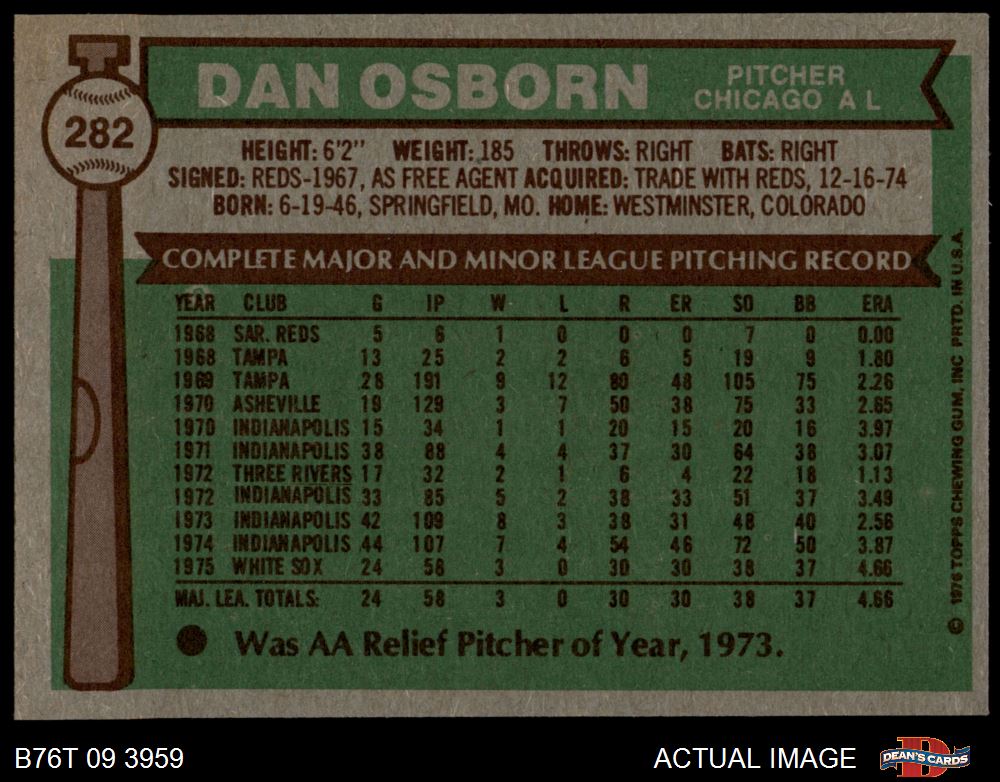 282
DAN OSBORN
PITCHER
CHICAGO A L
HEIGHT: 6'2" WEIGHT: 185 THROWS: RIGHT BATS: RIGHT
SIGNED: REDS-1967, AS FREE AGENT ACQUIRED: TRADE WITH REDS, 12-16-74
BORN: 6-19-46, SPRINGFIELD, MO. HOME: WESTMINSTER, COLORADO
COMPLETE MAJOR AND MINOR LEAGUE PITCHING RECORD
YEAR CLUB G IP W L R ER SO BB ERA
1968 SAR. REDS 5 6 1 0 0 0 7 0 0.00
1968 TAMPA 13 25 2 2 6 5 19 9 1.80
1969 TAMPA 28 191 9 12 80 48 105 75 2.26
1970 ASHEVILLE 19 129 3 7 50 38 75 33 2.65
1970 INDIANAPOLIS 15 34 1 1 20 15 20 16 3.97
1971 INDIANAPOLIS 38 88 4 4 37 30 64 38 3.07
1972 THREE RIVERS 17 32 2 1 6 4 22 18 1.13
1972 INDIANAPOLIS 33 85 5 2 38 33 51 37 3.49
1973 INDIANAPOLIS 42 109 8 3 38 31 48 40 2.56
1974 INDIANAPOLIS 44 107 7 4 54 46 72 50 3.87
1975 WHITE SOX 24 58 3 0 30 30 38 37 4.66
MAJ. LEA. TOTALS: 24 58 3 0 30 30 38 37 4.66
Was AA Relief Pitcher of Year, 1973.
© 1976 TOPPS CHEWING GUM, INC PRTD. IN U.S.A.
B76T 09 3959
ACTUAL IMAGE
D
DEAN'S CARDS